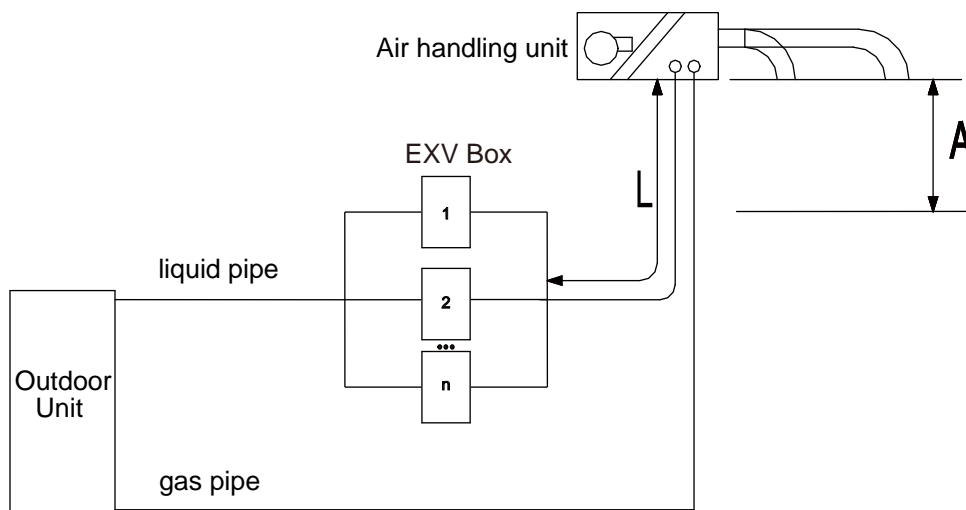 Air handling unit
A
EXV Box
L
1
liquid pipe
2
n
Outdoor
Unit
gas pipe